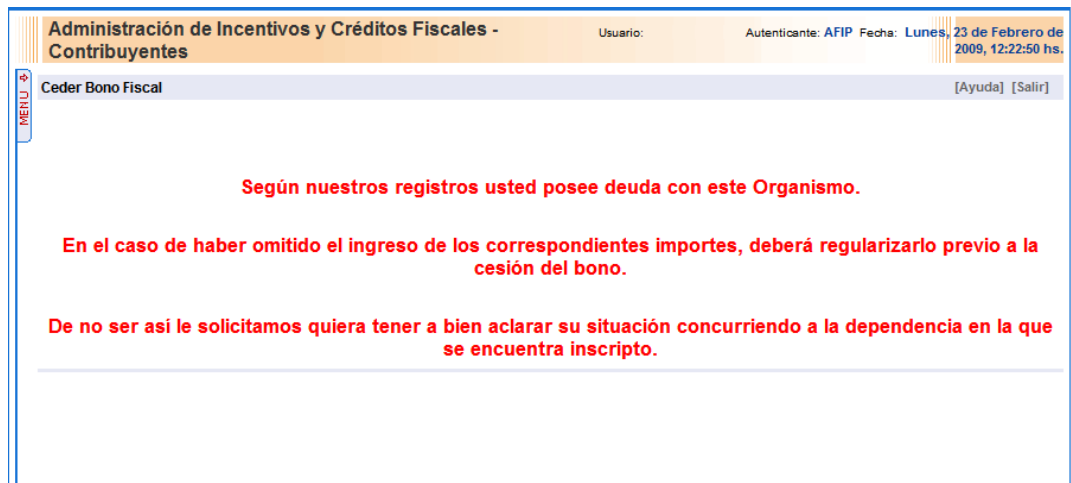 Administración de Incentivos y Créditos Fiscales -
Contribuyentes
Usuario:
Autenticante: AFIP Fecha: Lunes, 23 de Febrero de
2009, 12:22:50 hs.
MENU
Ceder Bono Fiscal
[Ayuda] [Salir]
Según nuestros registros usted posee deuda con este Organismo.
En el caso de haber omitido el ingreso de los correspondientes importes, deberá regularizarlo previo a la
cesión del bono.
De no ser así le solicitamos quiera tener a bien aclarar su situación concurriendo a la dependencia en la que
se encuentra inscripto.